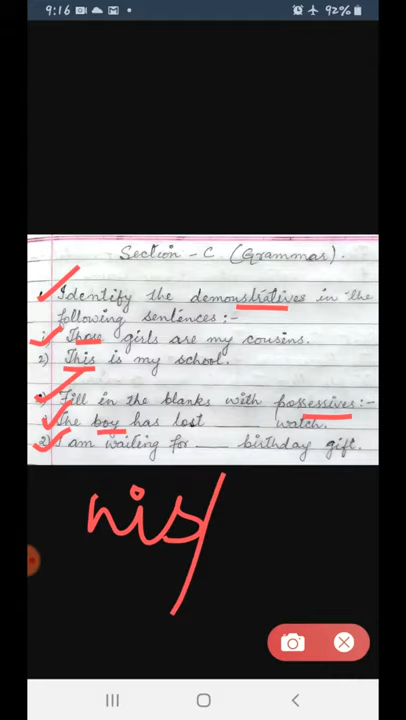 9:16 92%
Section - C. (Grammar).
Identify the demonstratives in the
following sentences :-
1) Those girls are my cousins.
2) This is my school.
2) Fill in the blanks with possessives :-
1) The boy has lost ____ watch.
2) I am waiting for ____ birthday gift.
his